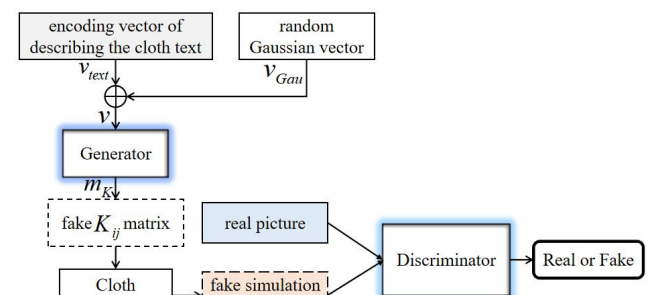 encoding vector of
describing the cloth text
random
Gaussian vector
v_text
v_Gau
v
Generator
m_K
fake K_ij matrix
real picture
Discriminator
Real or Fake
Cloth
fake simulation